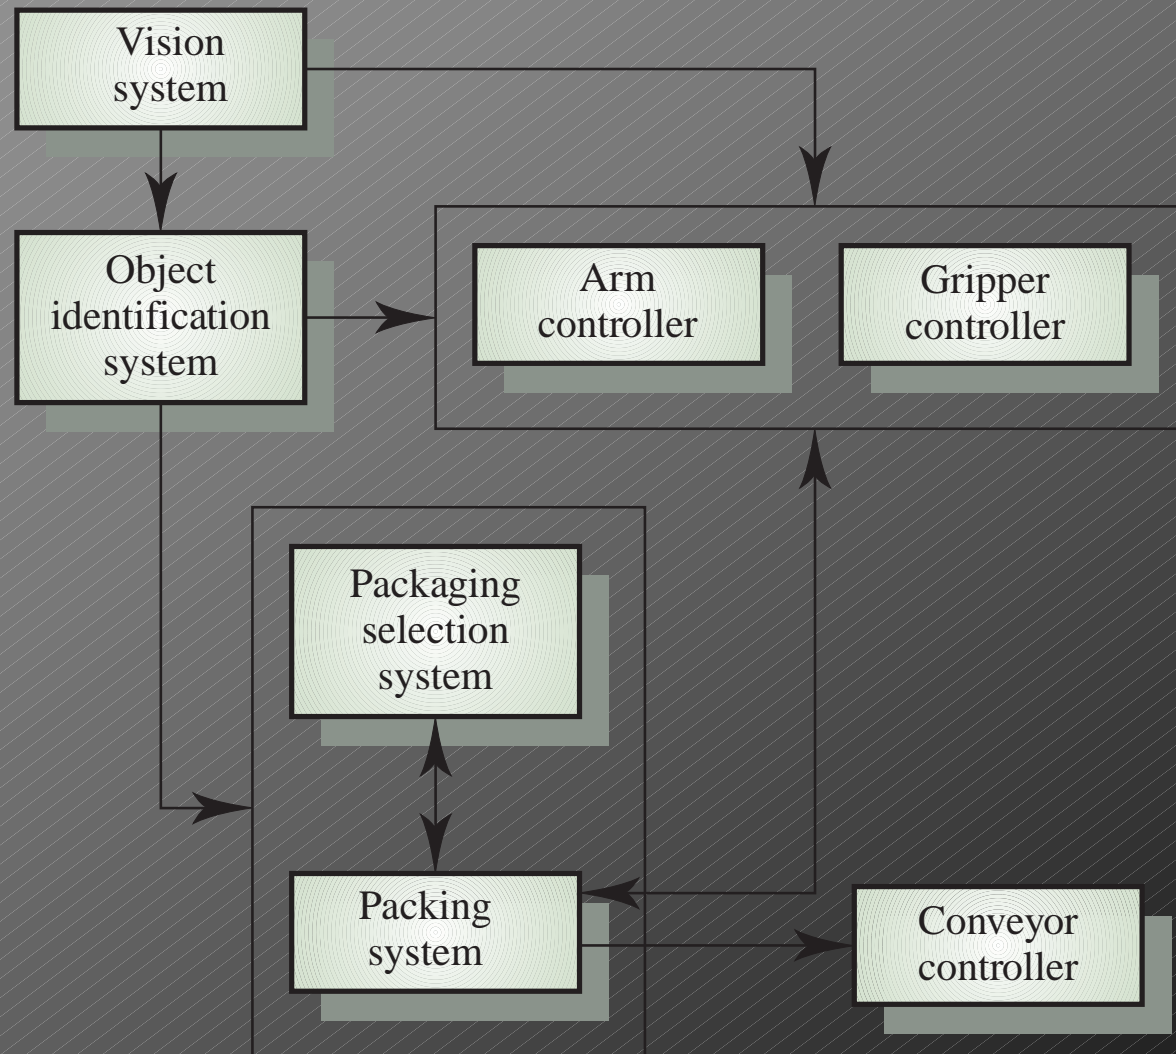 Vision
system
Object
identification
system
Arm
controller
Gripper
controller
Packaging
selection
system
Packing
system
Conveyor
controller